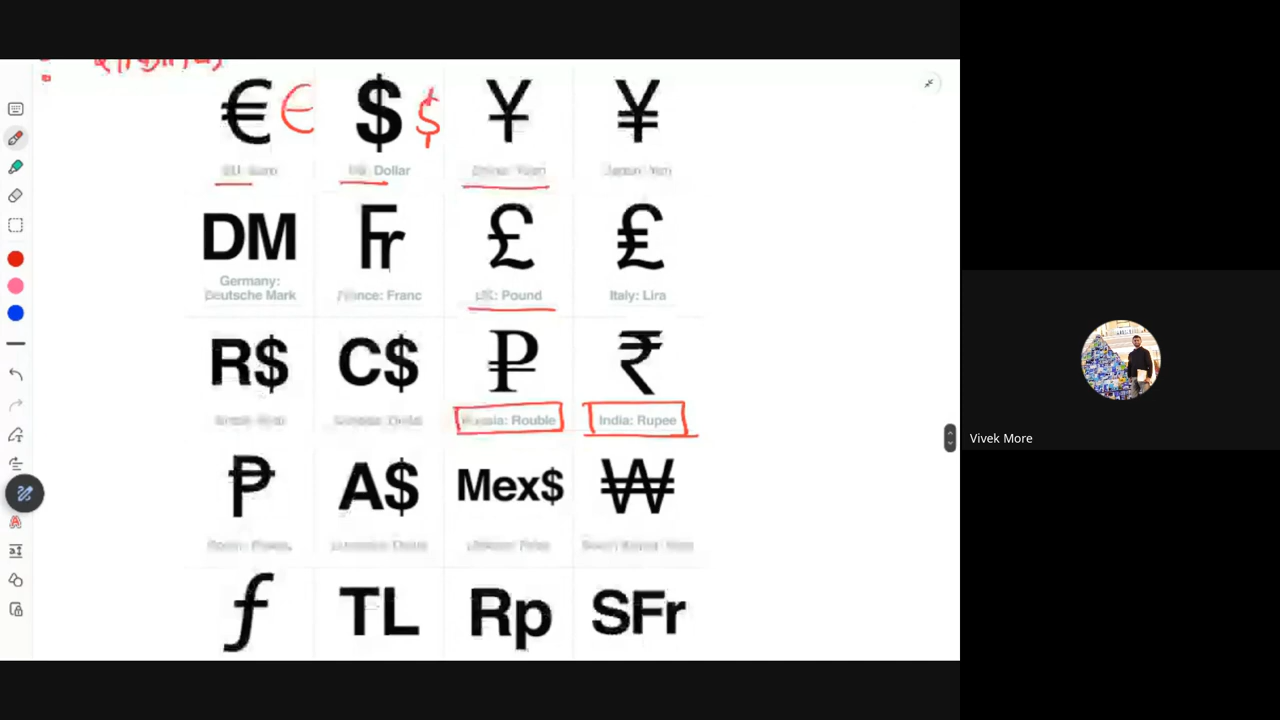 € € $ $ ¥ ¥
Dollar
DM Fr £ ₤
Germany:
Deutsche Mark France: Franc UK: Pound Italy: Lira
R$ C$ ₽ ₹
Russia: Rouble India: Rupee
₱ A$ Mex$ ₩
ƒ TL Rp SFr
Vivek More